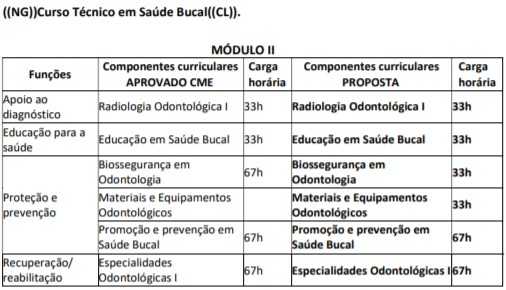 ((NG))Curso Técnico em Saúde Bucal((CL)).
MÓDULO II
Funções | Componentes curriculares APROVADO CME | Carga horária | Componentes curriculares PROPOSTA | Carga horária
Apoio ao diagnóstico | Radiologia Odontológica I | 33h | Radiologia Odontológica I | 33h
Educação para a saúde | Educação em Saúde Bucal | 33h | Educação em Saúde Bucal | 33h
Proteção e prevenção | Biossegurança em Odontologia | 67h | Biossegurança em Odontologia | 33h
Materiais e Equipamentos Odontológicos | | Materiais e Equipamentos Odontológicos | 33h
Promoção e prevenção em Saúde Bucal | 67h | Promoção e prevenção em Saúde Bucal | 67h
Recuperação/ reabilitação | Especialidades Odontológicas I | 67h | Especialidades Odontológicas I | 67h